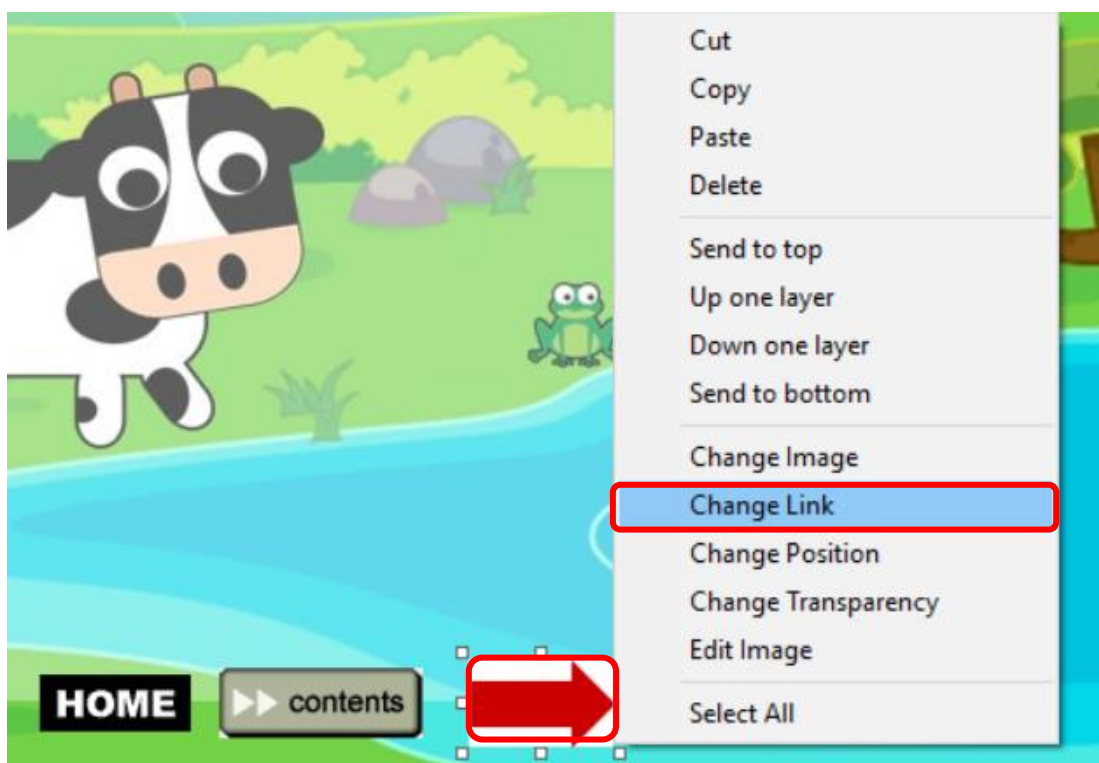 Cut
Copy
Paste
Delete
Send to top
Up one layer
Down one layer
Send to bottom
Change Image
Change Link
Change Position
Change Transparency
Edit Image
Select All
HOME
contents